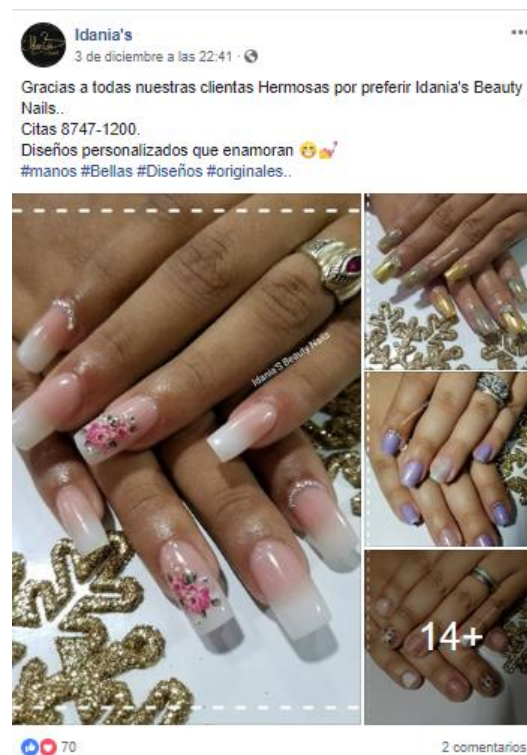 Idania's
3 de diciembre a las 22:41
Gracias a todas nuestras clientas Hermosas por preferir Idania's Beauty
Nails..
Citas 8747-1200.
Diseños personalizados que enamoran 😁💅
#manos #Bellas #Diseños #originales..
Idania'S Beauty Nails
14+
70
2 comentarios